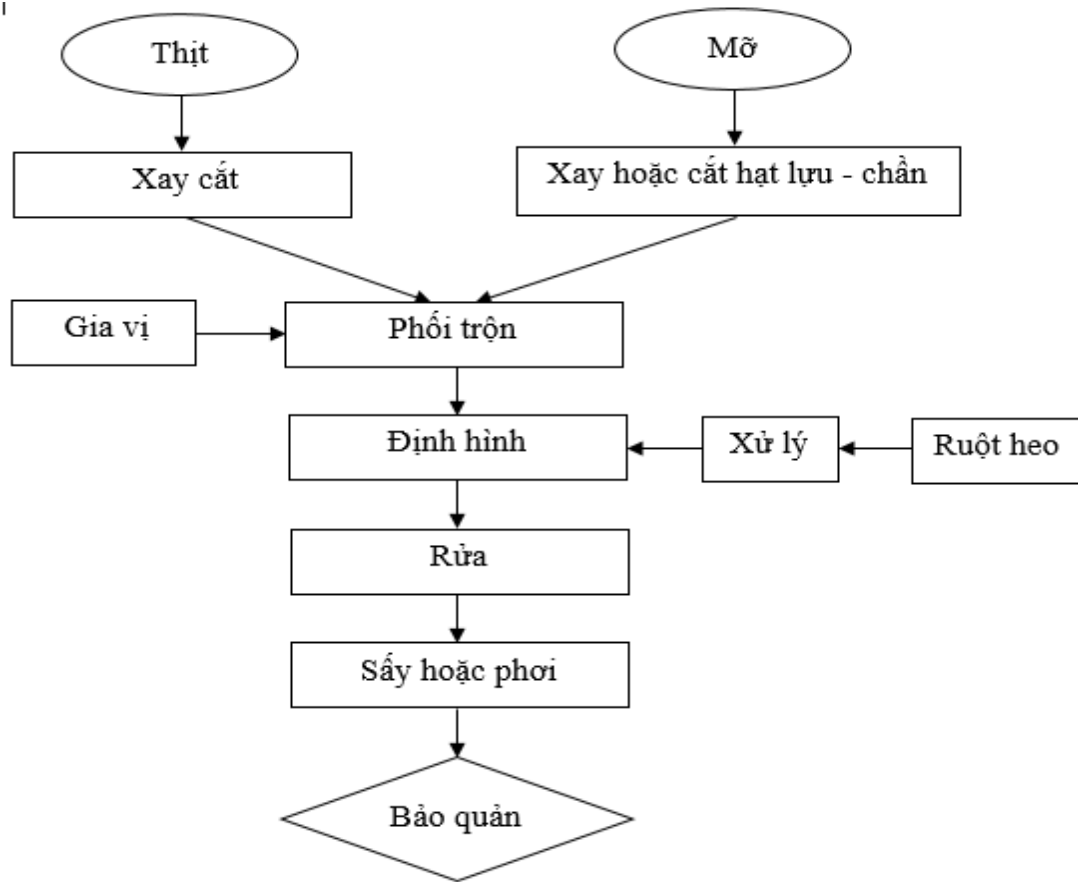 Thịt
Mỡ
Xay cắt
Xay hoặc cắt hạt lựu - chần
Gia vị
Phối trộn
Định hình
Xử lý
Ruột heo
Rửa
Sấy hoặc phơi
Bảo quản